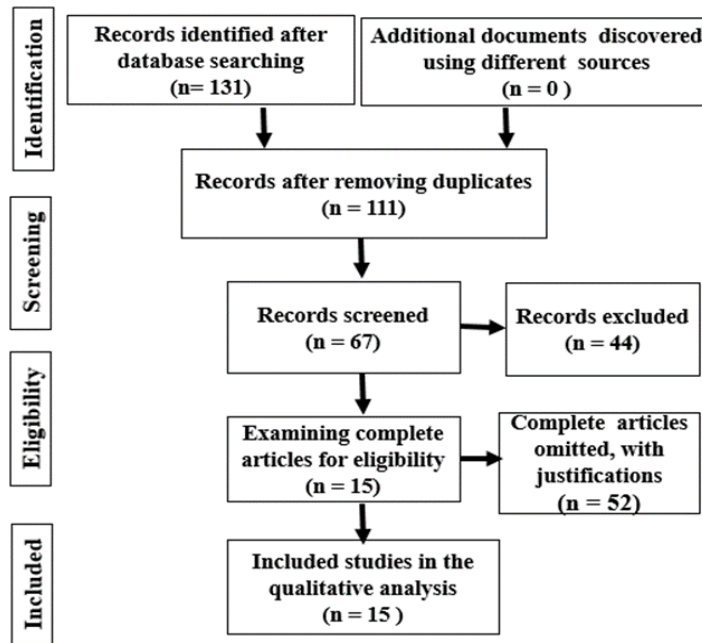 Identification
Records identified after
database searching
(n= 131)
Additional documents discovered
using different sources
(n = 0 )
Records after removing duplicates
(n = 111)
Screening
Records screened
(n = 67)
Records excluded
(n = 44)
Eligibility
Examining complete
articles for eligibility
(n = 15)
Complete articles
omitted, with
justifications
(n = 52)
Included
Included studies in the
qualitative analysis
(n = 15 )